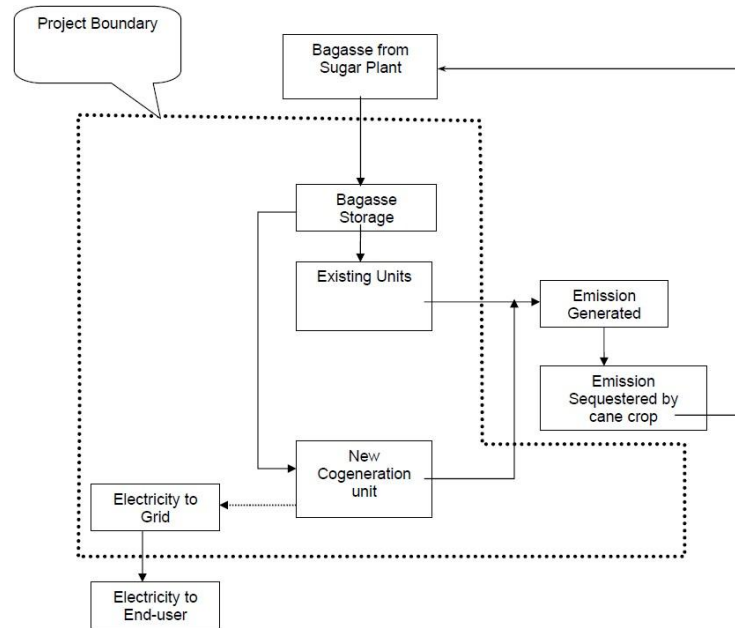 Project Boundary
Bagasse from
Sugar Plant
Bagasse
Storage
Existing Units
Emission
Generated
Emission
Sequestered by
cane crop
New
Cogeneration
unit
Electricity to
Grid
Electricity to
End-user